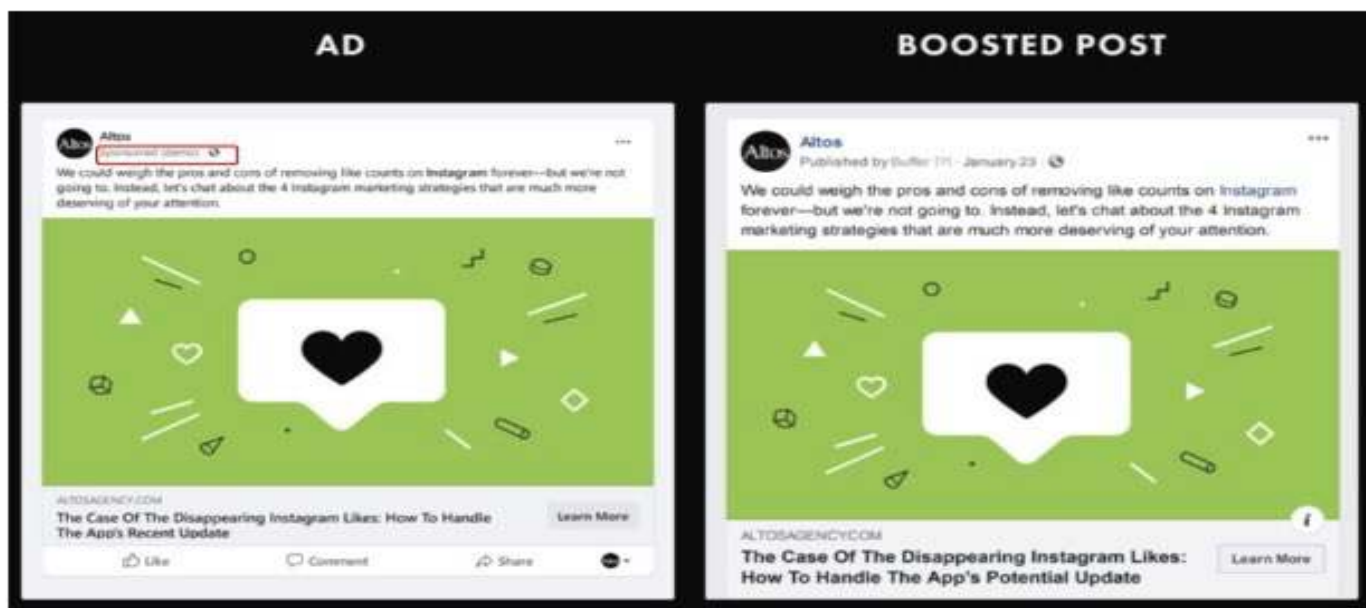 AD
BOOSTED POST
Altos
Altos
We could weigh the pros and cons of removing like counts on Instagram forever—but we're not
going to. Instead, let's chat about the 4 Instagram marketing strategies that are much more
deserving of your attention.
ALTOSAGENCY.COM
The Case Of The Disappearing Instagram Likes: How To Handle
The App's Recent Update
Learn More
Like
Comment
Share
Altos
Altos
Published by Buffer · January 23 ·
We could weigh the pros and cons of removing like counts on Instagram
forever—but we're not going to. Instead, let's chat about the 4 Instagram
marketing strategies that are much more deserving of your attention.
i
ALTOSAGENCY.COM
The Case Of The Disappearing Instagram Likes:
How To Handle The App's Potential Update
Learn More